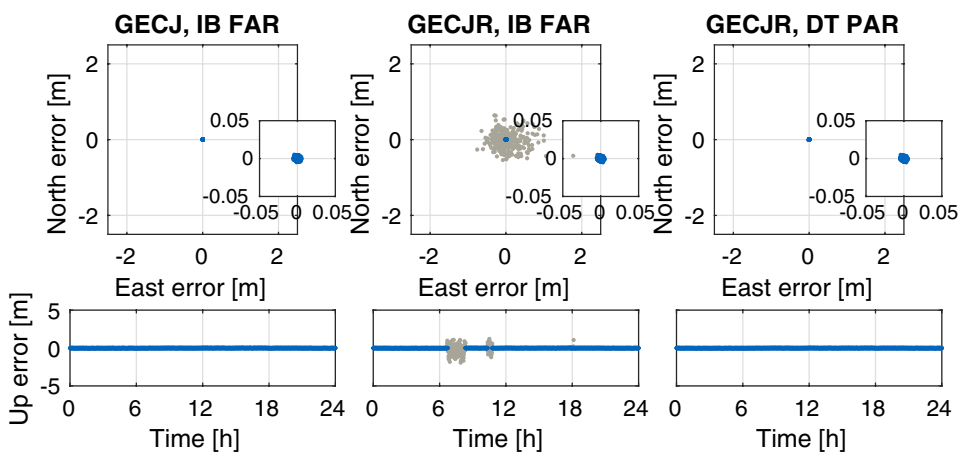 GECJ, IB FAR
GECJR, IB FAR
GECJR, DT PAR
North error [m]
2
0
-2
0.05
0
-0.05
-0.05 0 0.05
-2 0 2
East error [m]
North error [m]
2
0
-2
0.05
0
-0.05
-0.05 0 0.05
-2 0 2
East error [m]
North error [m]
2
0
-2
0.05
0
-0.05
-0.05 0 0.05
-2 0 2
East error [m]
Up error [m]
5
0
-5
0 6 12 18 24
Time [h]
0 6 12 18 24
Time [h]
0 6 12 18 24
Time [h]